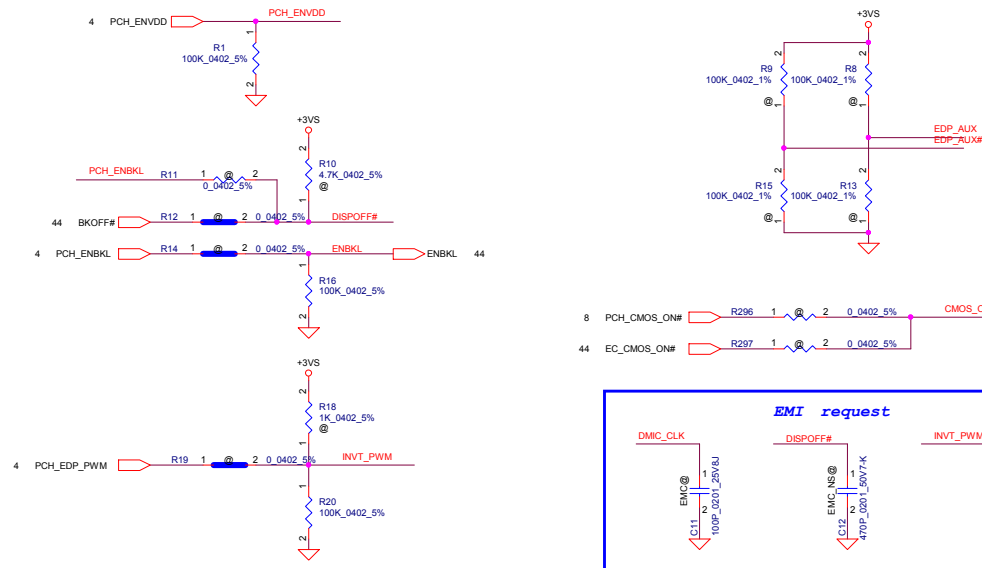 4 PCH_ENVDD PCH_ENVDD
1
R1
100K_0402_5%
2
+3VS
2
R10
4.7K_0402_5%
@
1
PCH_ENBKL R11 1 @ 2
0_0402_5%
44 BKOFF# R12 1 @ 2 0_0402_5% DISPOFF#
4 PCH_ENBKL R14 1 @ 2 0_0402_5% ENBKL ENBKL 44
1
R16
100K_0402_5%
2
+3VS
2
R18
1K_0402_5%
@
1
4 PCH_EDP_PWM R19 1 @ 2 0_0402_5% INVT_PWM
1
R20
100K_0402_5%
2
+3VS
2 2
R9 R8
100K_0402_1% 100K_0402_1%
@ @
1 1
EDP_AUX
EDP_AUX#
2 2
R15 R13
100K_0402_1% 100K_0402_1%
@ @
1 1
8 PCH_CMOS_ON# R296 1 @ 2 0_0402_5% CMOS_O
44 EC_CMOS_ON# R297 1 @ 2 0_0402_5%
EMI request
DMIC_CLK DISPOFF# INVT_PWM
1 1
EMC@ EMC_NS@
2 2
C11 C12
100P_0201_25V8J 470P_0201_50V7-K